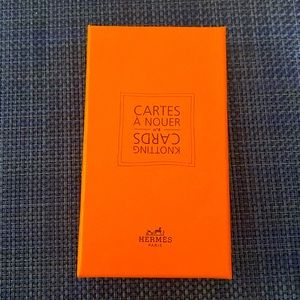 CARTES
À NOUER
KNOTTING
CARDS
HERMÈS
PARIS